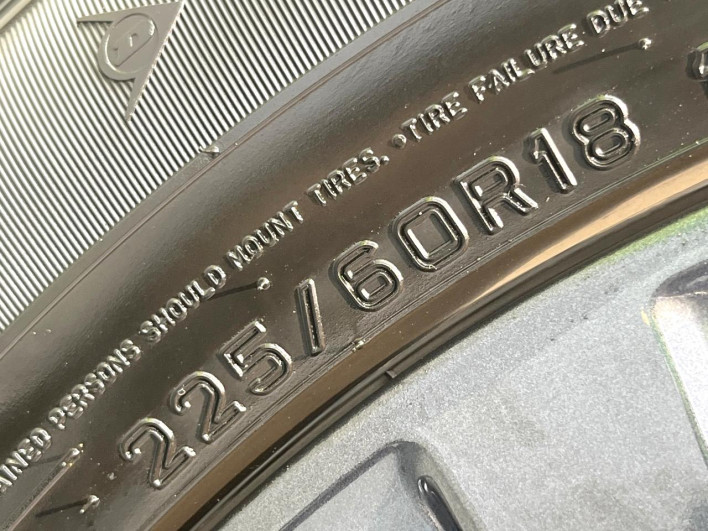 AINED PERSONS SHOULD MOUNT TIRES. •TIRE FAILURE DUE
225/60R18